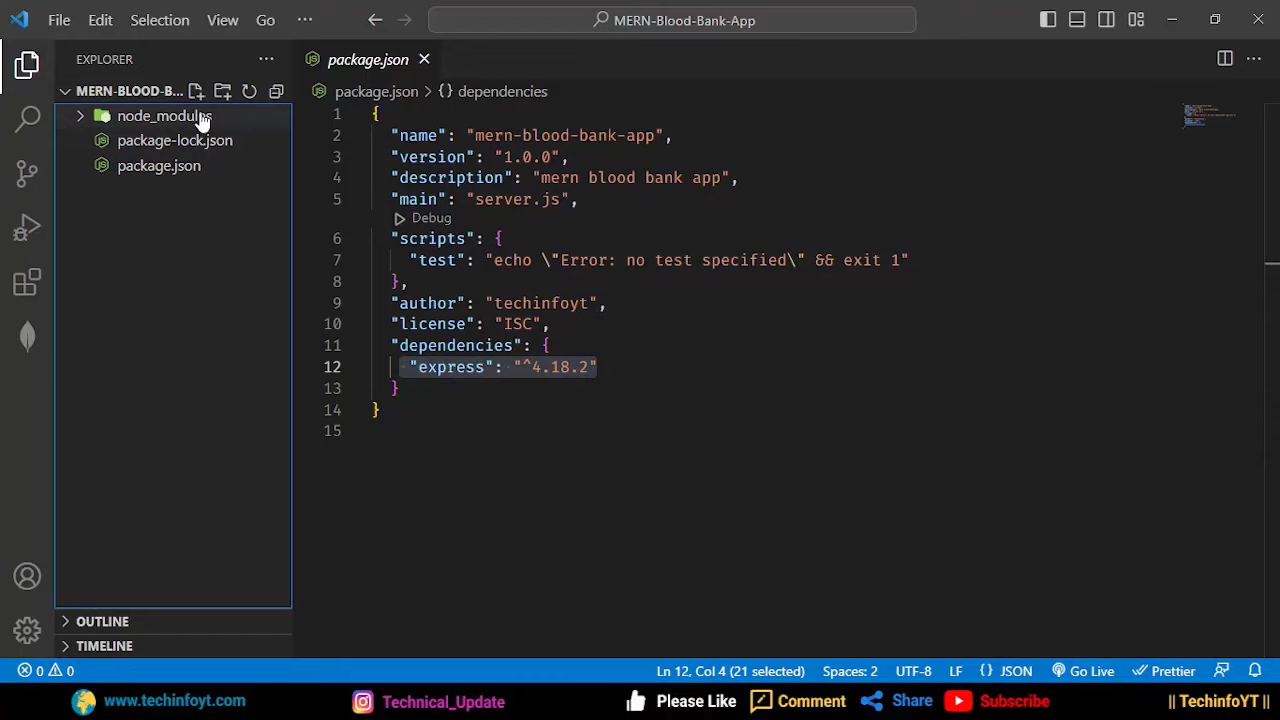 File Edit Selection View Go ··· MERN-Blood-Bank-App
EXPLORER ···
MERN-BLOOD-B...
node_modules
package-lock.json
package.json
OUTLINE
TIMELINE
package.json
package.json > {} dependencies
1 {
2 "name": "mern-blood-bank-app",
3 "version": "1.0.0",
4 "description": "mern blood bank app",
5 "main": "server.js",
Debug
6 "scripts": {
7 "test": "echo \"Error: no test specified\" && exit 1"
8 },
9 "author": "techinfoyt",
10 "license": "ISC",
11 "dependencies": {
12 "express": "^4.18.2"
13 }
14 }
15
0 0 Ln 12, Col 4 (21 selected) Spaces: 2 UTF-8 LF {} JSON Go Live Prettier
www.techinfoyt.com Technical_Update Please Like Comment Share Subscribe || TechinfoYT ||